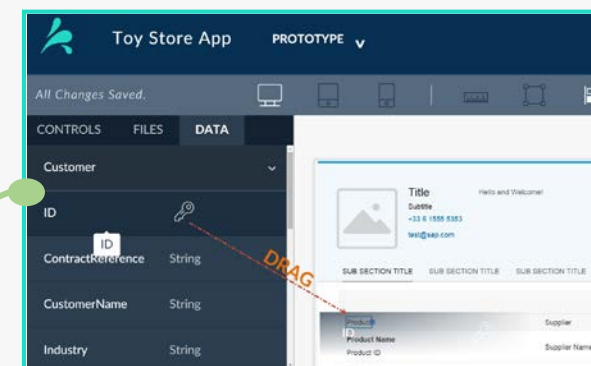 Toy Store App PROTOTYPE
All Changes Saved.
CONTROLS FILES DATA
Customer
ID
ID
ContractReference String
CustomerName String
Industry String
DRAG
Title Hello and Welcome!
Subtitle
+33 6 1555 5353
test@sap.com
SUB SECTION TITLE SUB SECTION TITLE SUB SECTION TITLE
Product Supplier
ID
Product Name Supplier Name
Product ID